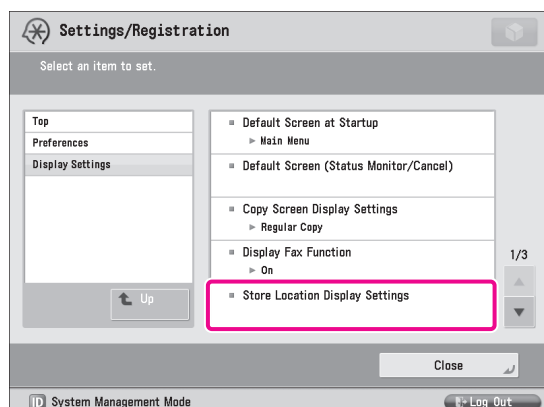 Settings/Registration
Select an item to set.
Top
Preferences
Display Settings
Up
Default Screen at Startup
Main Menu
Default Screen (Status Monitor/Cancel)
Copy Screen Display Settings
Regular Copy
Display Fax Function
On
Store Location Display Settings
1/3
Close
ID System Management Mode
Log Out